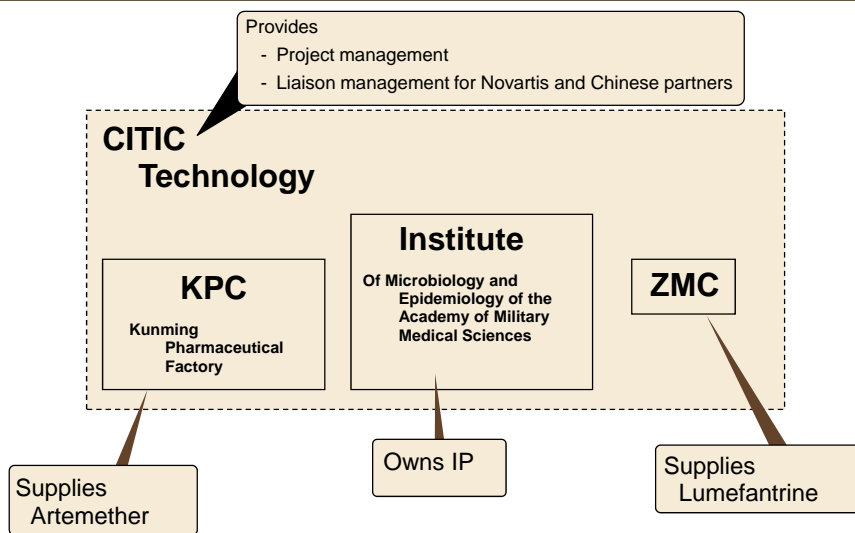 Provides
- Project management
- Liaison management for Novartis and Chinese partners
CITIC
Technology
KPC
Kunming
Pharmaceutical
Factory
Institute
Of Microbiology and
Epidemiology of the
Academy of Military
Medical Sciences
ZMC
Supplies
Artemether
Owns IP
Supplies
Lumefantrine